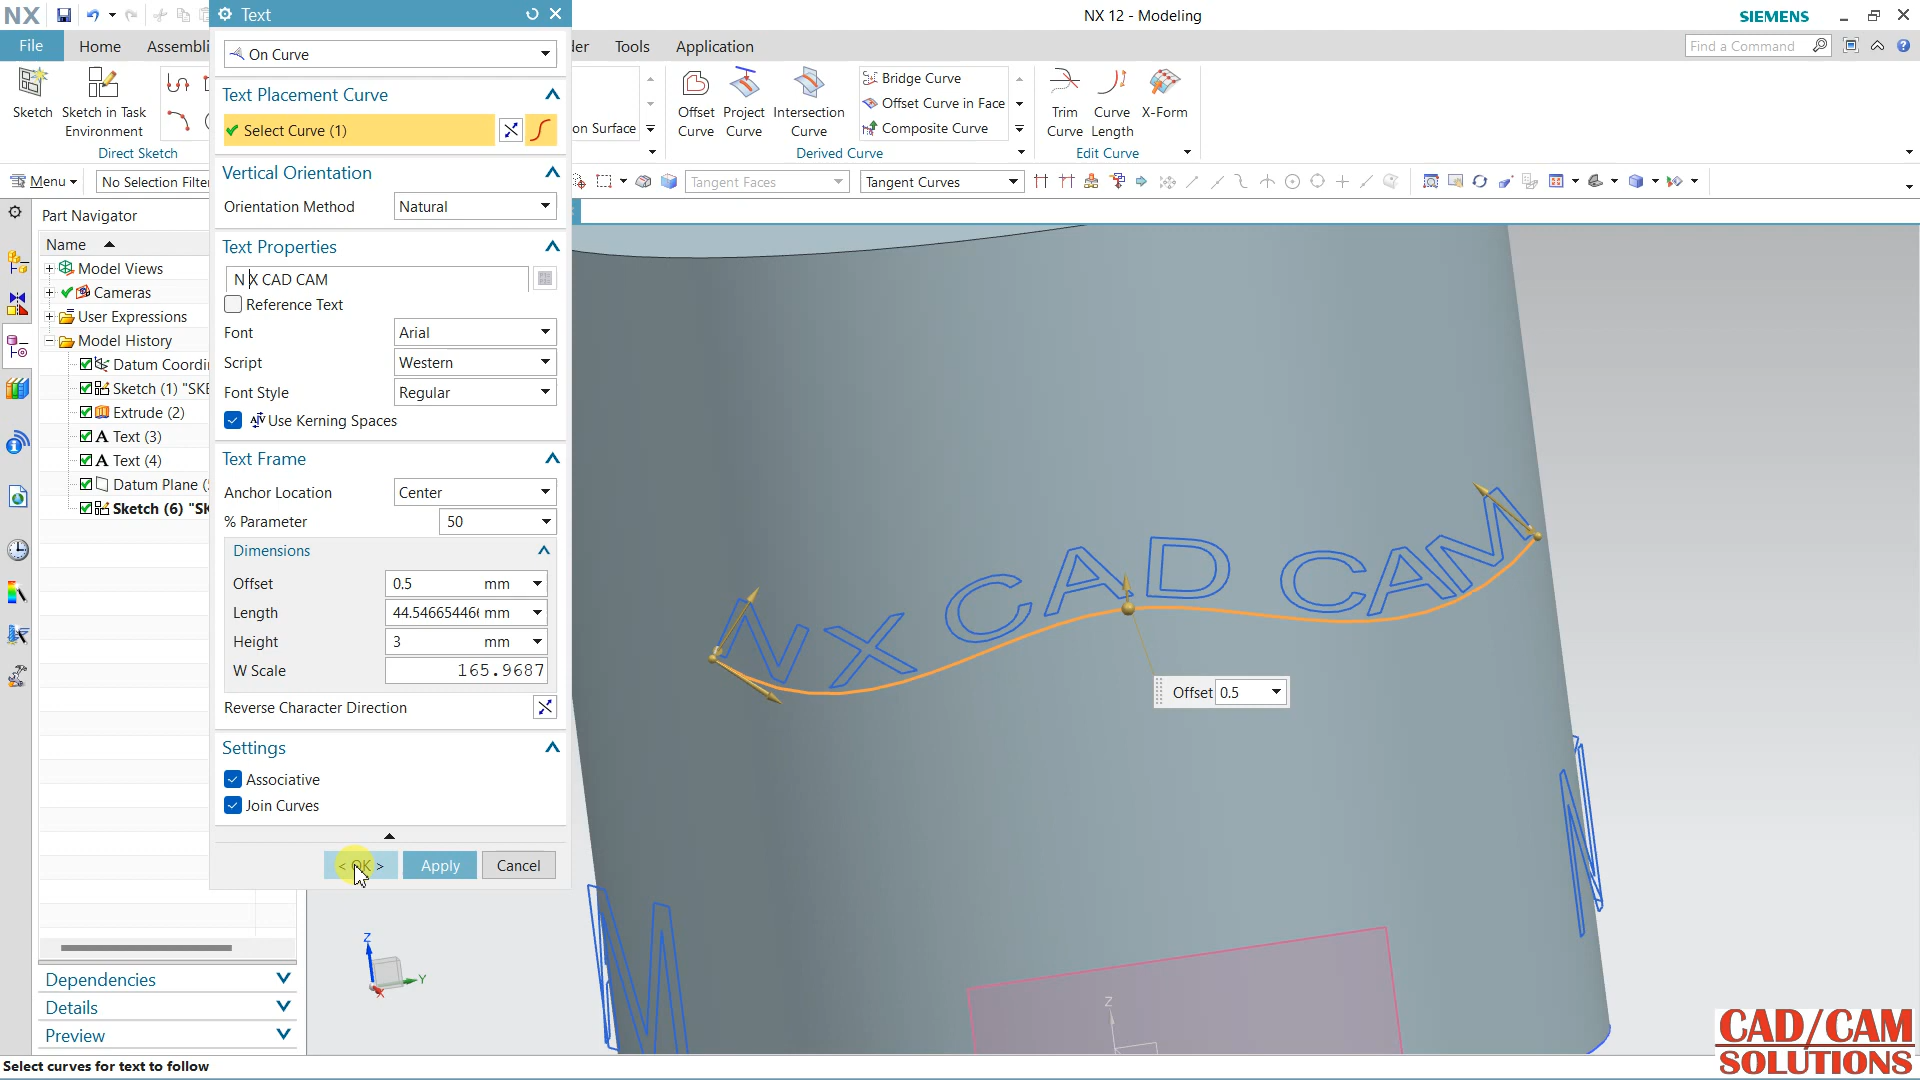 NX
Text
NX 12 - Modeling
SIEMENS
File
Home
Assembli
der
Tools
Application
Find a Command
On Curve
Sketch
Sketch in Task
Environment
Direct Sketch
on Surface
Offset
Curve
Project
Curve
Intersection
Curve
Bridge Curve
Offset Curve in Face
Composite Curve
Derived Curve
Trim
Curve
Curve
Length
X-Form
Edit Curve
Text Placement Curve
Select Curve (1)
Menu
No Selection Filter
Tangent Faces
Tangent Curves
Vertical Orientation
Orientation Method
Natural
Part Navigator
Name
Model Views
Cameras
User Expressions
Model History
Datum Coordi
Sketch (1) "SKE
Extrude (2)
Text (3)
Text (4)
Datum Plane (
Sketch (6) "SK
Text Properties
N X CAD CAM
Reference Text
Font
Arial
Script
Western
Font Style
Regular
Use Kerning Spaces
Text Frame
Anchor Location
Center
% Parameter
50
Dimensions
Offset
0.5 mm
Length
44.54665446 mm
Height
3 mm
W Scale
165.9687
Reverse Character Direction
Settings
Associative
Join Curves
< OK >
Apply
Cancel
NX CAD CAM
Offset 0.5
M
N
Z
Y
X
Z
Dependencies
Details
Preview
Select curves for text to follow
CAD/CAM
SOLUTIONS